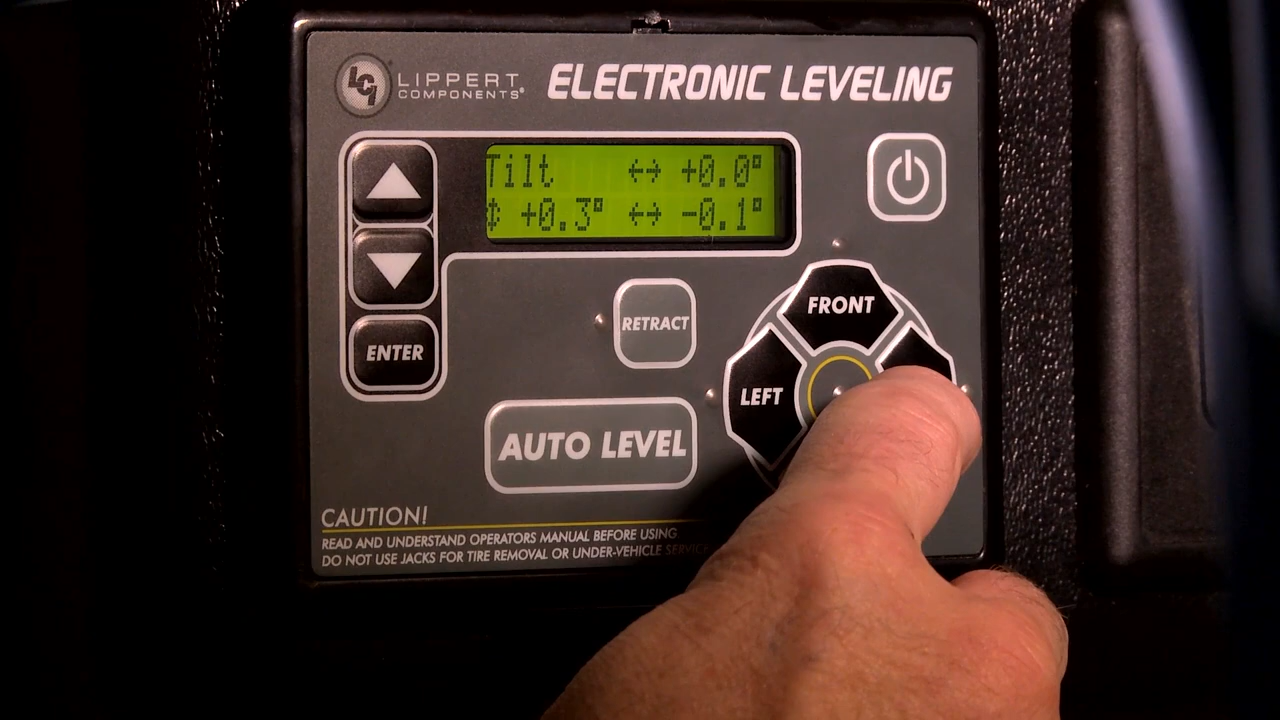 LCI LIPPERT COMPONENTS®
ELECTRONIC LEVELING
Tilt ↔ +0.0°
↕ +0.3° ↔ -0.1°
FRONT
RETRACT
ENTER
LEFT
AUTO LEVEL
CAUTION!
READ AND UNDERSTAND OPERATORS MANUAL BEFORE USING
DO NOT USE JACKS FOR TIRE REMOVAL OR UNDER-VEHICLE SERVICE